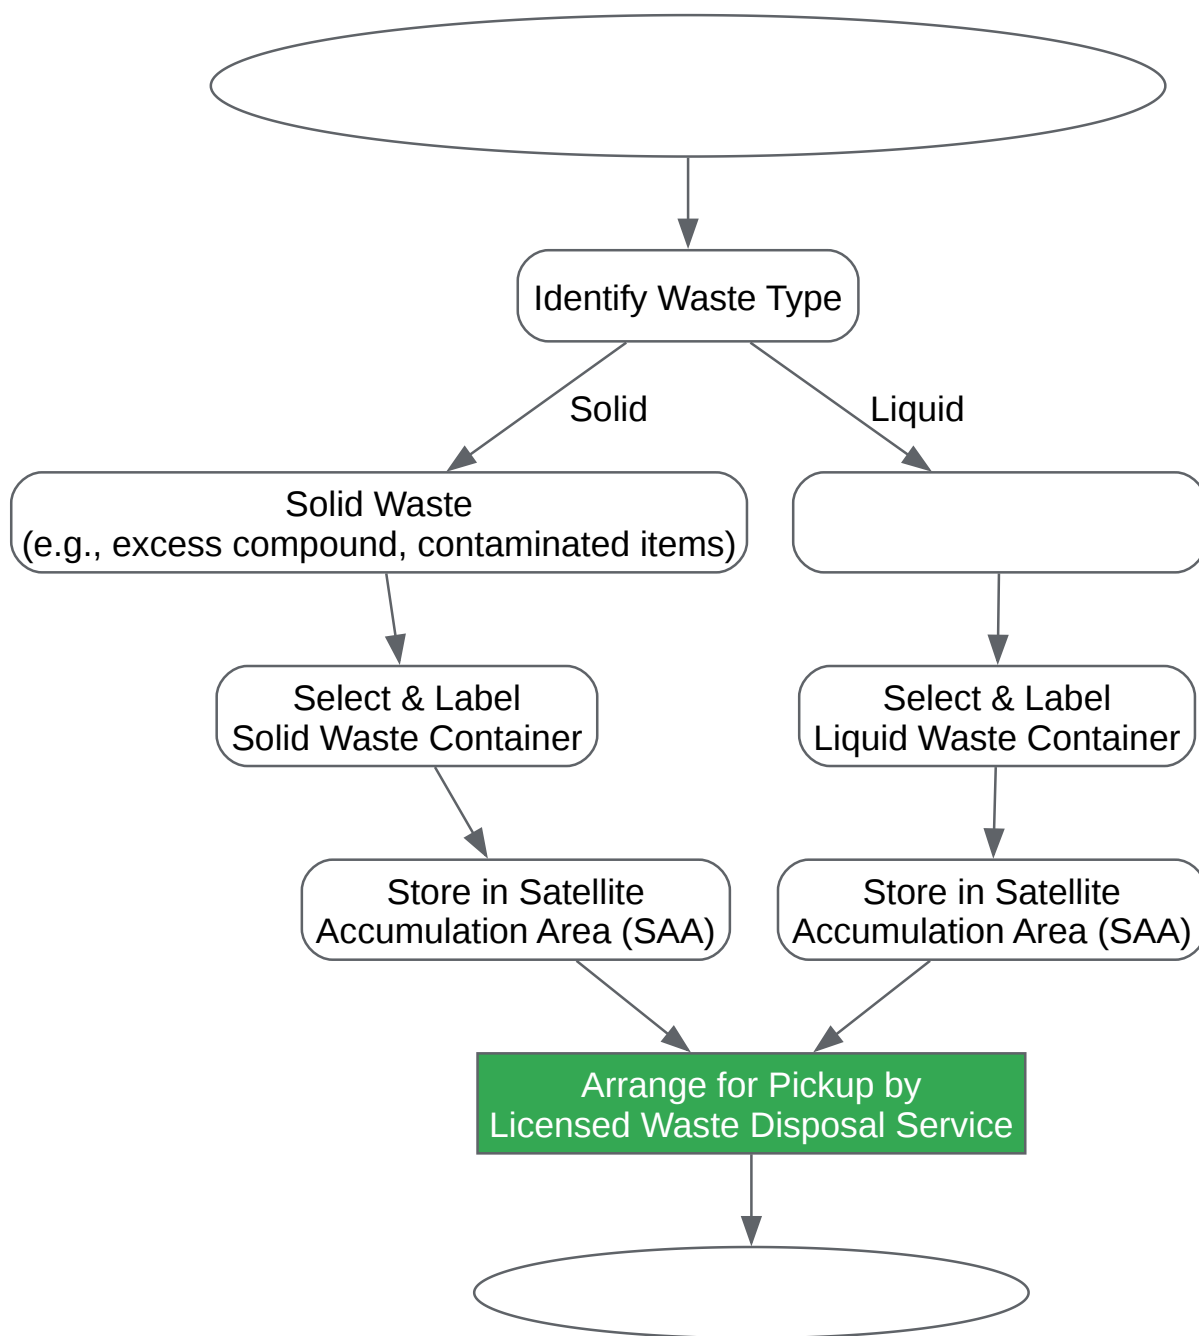 Identify Waste Type
Solid
Liquid
Solid Waste
(e.g., excess compound, contaminated items)
Select & Label
Solid Waste Container
Select & Label
Liquid Waste Container
Store in Satellite
Accumulation Area (SAA)
Store in Satellite
Accumulation Area (SAA)
Arrange for Pickup by
Licensed Waste Disposal Service